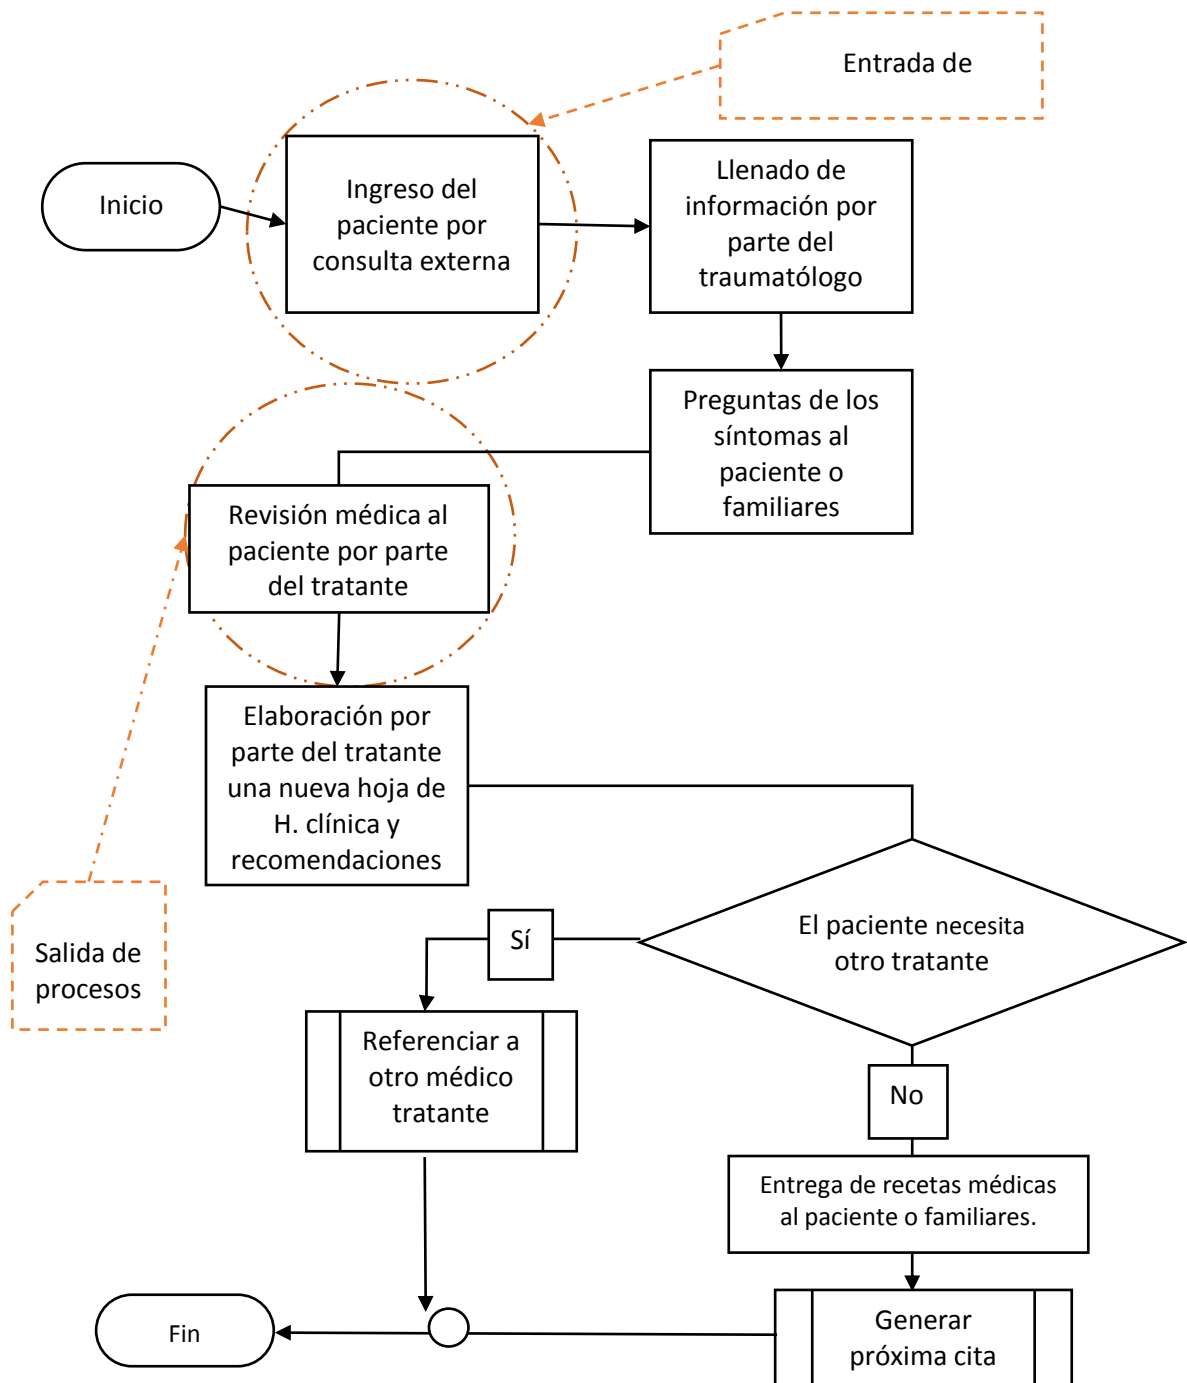 Entrada de
Inicio
Ingreso del
paciente por
consulta externa
Llenado de
información por
parte del
traumatólogo
Preguntas de los
síntomas al
paciente o
familiares
Revisión médica al
paciente por parte
del tratante
Elaboración por
parte del tratante
una nueva hoja de
H. clínica y
recomendaciones
Salida de
procesos
El paciente necesita
otro tratante
Sí
Referenciar a
otro médico
tratante
No
Entrega de recetas médicas
al paciente o familiares.
Generar
próxima cita
Fin